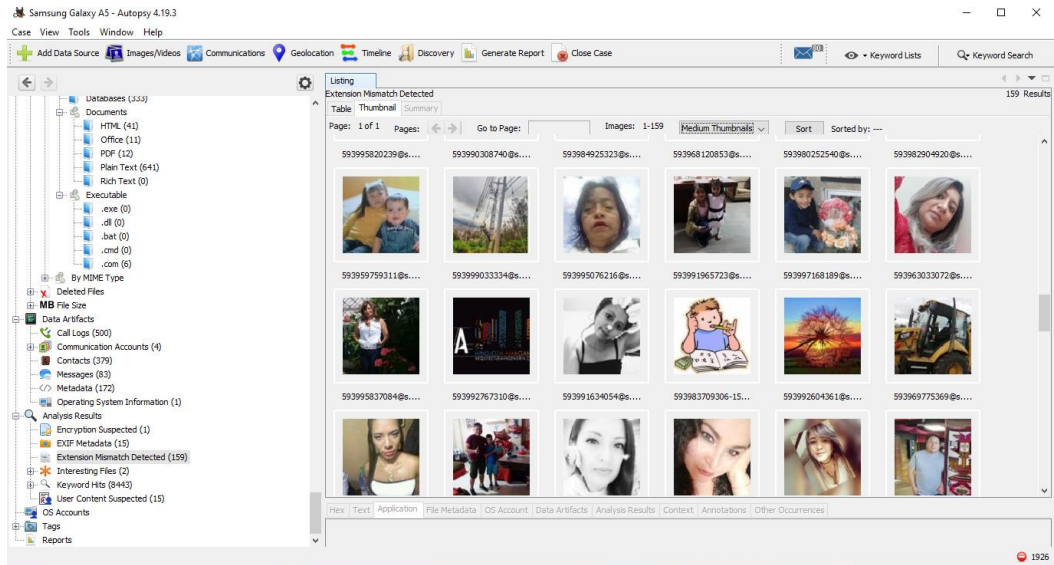 Samsung Galaxy A5 - Autopsy 4.19.3
Case View Tools Window Help
Add Data Source Images/Videos Communications Geolocation Timeline Discovery Generate Report Close Case Keyword Lists Keyword Search
Databases (333)
Documents
HTML (41)
Office (11)
PDF (12)
Plain Text (641)
Rich Text (0)
Executable
.exe (0)
.dll (0)
.bat (0)
.cmd (0)
.com (6)
By MIME Type
Deleted Files
MB File Size
Data Artifacts
Call Logs (500)
Communication Accounts (4)
Contacts (379)
Messages (83)
Metadata (172)
Operating System Information (1)
Analysis Results
Encryption Suspected (1)
EXIF Metadata (15)
Extension Mismatch Detected (159)
Interesting Files (2)
Keyword Hits (8443)
User Content Suspected (15)
OS Accounts
Tags
Reports
Listing
Extension Mismatch Detected 159 Results
Table Thumbnail Summary
Page: 1 of 1 Pages: Go to Page: Images: 1-159 Medium Thumbnails Sort Sorted by: ---
593995820239@s.... 593990308740@s.... 593984925323@s.... 593968120853@s.... 593980252540@s.... 593982904920@s....
593959759311@s.... 593999033334@s.... 593995076216@s.... 593991965723@s.... 593997168189@s.... 593963033072@s....
593995837084@s.... 593992767310@s.... 593991634054@s.... 593983709306-15... 593992604361@s.... 593969775369@s....
Hex Text Application File Metadata OS Account Data Artifacts Analysis Results Context Annotations Other Occurrences
1926